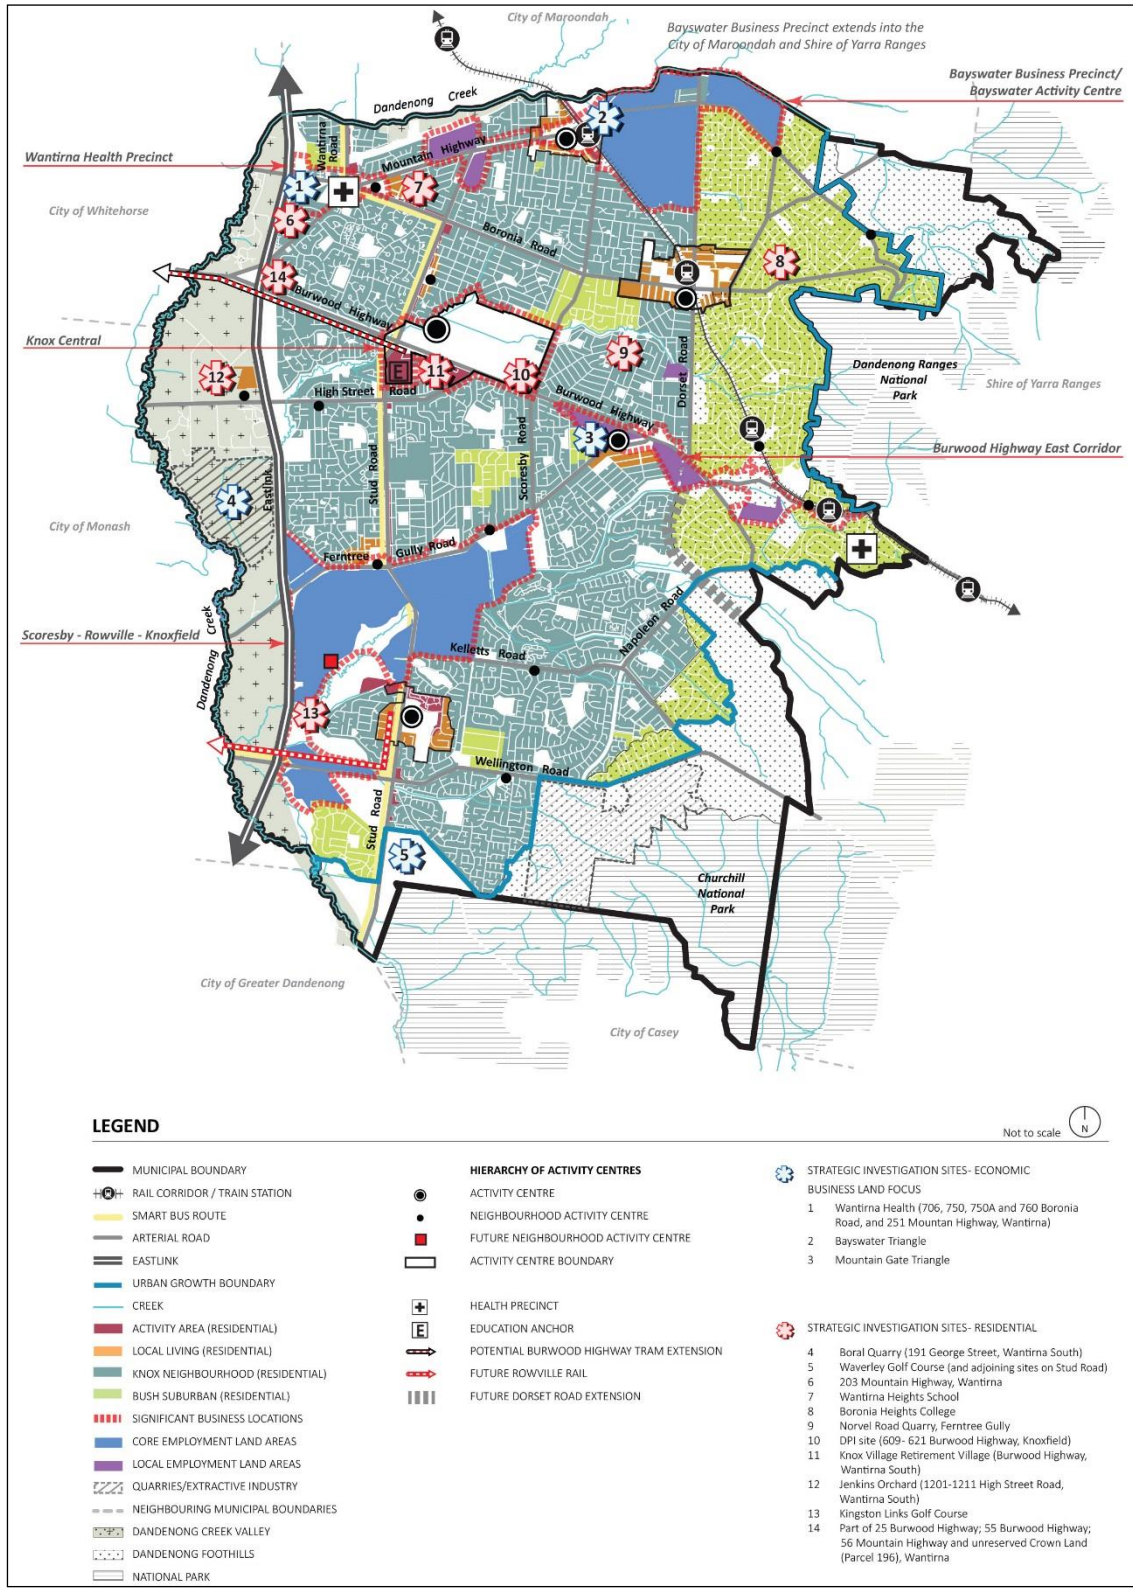 City of Maroondah
Bayswater Business Precinct extends into the
City of Maroondah and Shire of Yarra Ranges
Bayswater Business Precinct/
Bayswater Activity Centre
Dandenong Creek
Wantirna
Road
Mountain Highway
2
Wantirna Health Precinct
1
7
6
City of Whitehorse
Boronia Road
8
14
Burwood Highway
Knox Central
9
Dorset Road
Dandenong Ranges
National
Park
Shire of Yarra Ranges
E
11
10
12
High Street Road
Burwood Highway
Scoresby Road
3
Burwood Highway East Corridor
Stud Road
Eastlink
4
City of Monash
Ferntree Gully Road
Dandenong Creek
Scoresby - Rowville - Knoxfield
Kelletts Road
Napoleon Road
13
Wellington Road
Stud Road
5
Churchill
National
Park
City of Greater Dandenong
City of Casey
LEGEND
Not to scale
N
MUNICIPAL BOUNDARY
RAIL CORRIDOR / TRAIN STATION
SMART BUS ROUTE
ARTERIAL ROAD
EASTLINK
URBAN GROWTH BOUNDARY
CREEK
ACTIVITY AREA (RESIDENTIAL)
LOCAL LIVING (RESIDENTIAL)
KNOX NEIGHBOURHOOD (RESIDENTIAL)
BUSH SUBURBAN (RESIDENTIAL)
SIGNIFICANT BUSINESS LOCATIONS
CORE EMPLOYMENT LAND AREAS
LOCAL EMPLOYMENT LAND AREAS
QUARRIES/EXTRACTIVE INDUSTRY
NEIGHBOURING MUNICIPAL BOUNDARIES
DANDENONG CREEK VALLEY
DANDENONG FOOTHILLS
NATIONAL PARK
HIERARCHY OF ACTIVITY CENTRES
ACTIVITY CENTRE
NEIGHBOURHOOD ACTIVITY CENTRE
FUTURE NEIGHBOURHOOD ACTIVITY CENTRE
ACTIVITY CENTRE BOUNDARY
HEALTH PRECINCT
E EDUCATION ANCHOR
POTENTIAL BURWOOD HIGHWAY TRAM EXTENSION
FUTURE ROWVILLE RAIL
FUTURE DORSET ROAD EXTENSION
STRATEGIC INVESTIGATION SITES- ECONOMIC
BUSINESS LAND FOCUS
1 Wantirna Health (706, 750, 750A and 760 Boronia
Road, and 251 Mountan Highway, Wantirna)
2 Bayswater Triangle
3 Mountain Gate Triangle
STRATEGIC INVESTIGATION SITES- RESIDENTIAL
4 Boral Quarry (191 George Street, Wantirna South)
5 Waverley Golf Course (and adjoining sites on Stud Road)
6 203 Mountain Highway, Wantirna
7 Wantirna Heights School
8 Boronia Heights College
9 Norvel Road Quarry, Ferntree Gully
10 DPI site (609- 621 Burwood Highway, Knoxfield)
11 Knox Village Retirement Village (Burwood Highway,
Wantirna South)
12 Jenkins Orchard (1201-1211 High Street Road,
Wantirna South)
13 Kingston Links Golf Course
14 Part of 25 Burwood Highway; 55 Burwood Highway;
56 Mountain Highway and unreserved Crown Land
(Parcel 196), Wantirna